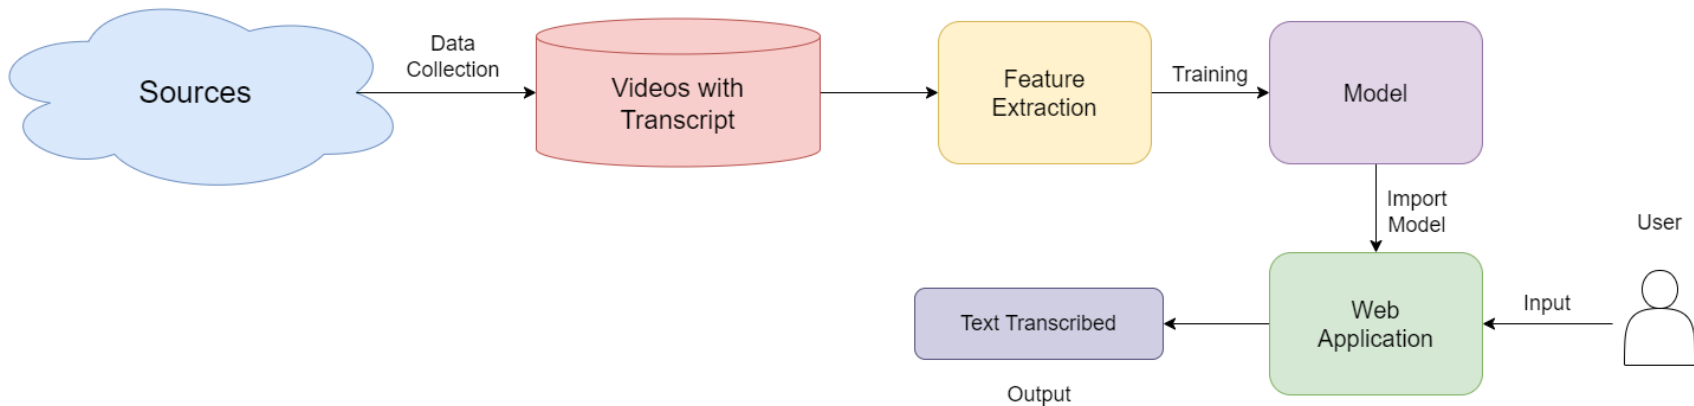 Sources
Data
Collection
Videos with
Transcript
Feature
Extraction
Training
Model
Import
Model
User
Web
Application
Input
Text Transcribed
Output